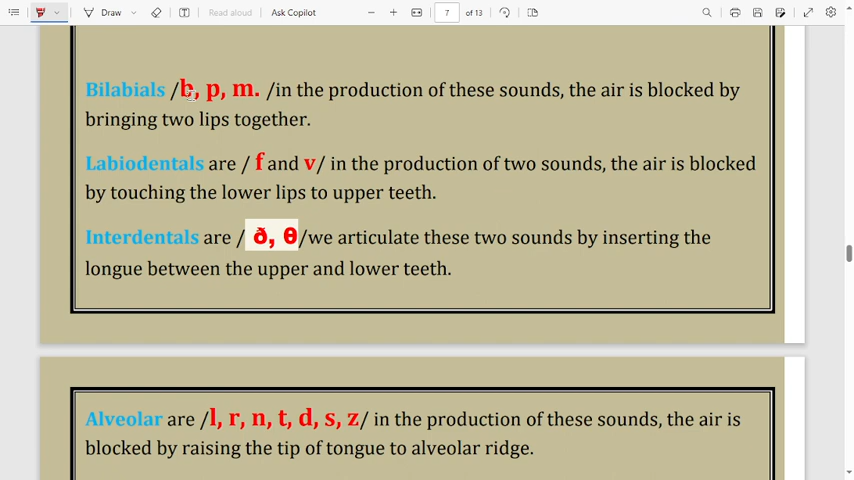 Draw
Read aloud
Ask Copilot
7
of 13
Bilabials /b, p, m. /in the production of these sounds, the air is blocked by
bringing two lips together.
Labiodentals are / f and v/ in the production of two sounds, the air is blocked
by touching the lower lips to upper teeth.
Interdentals are / ð, θ/we articulate these two sounds by inserting the
longue between the upper and lower teeth.
Alveolar are /l, r, n, t, d, s, z/ in the production of these sounds, the air is
blocked by raising the tip of tongue to alveolar ridge.